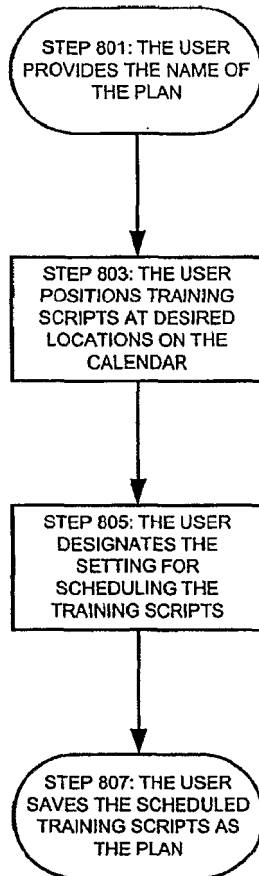 STEP 801: THE USER
PROVIDES THE NAME OF
THE PLAN
STEP 803: THE USER
POSITIONS TRAINING
SCRIPTS AT DESIRED
LOCATIONS ON THE
CALENDAR
STEP 805: THE USER
DESIGNATES THE
SETTING FOR
SCHEDULING THE
TRAINING SCRIPTS
STEP 807: THE USER
SAVES THE SCHEDULED
TRAINING SCRIPTS AS
THE PLAN